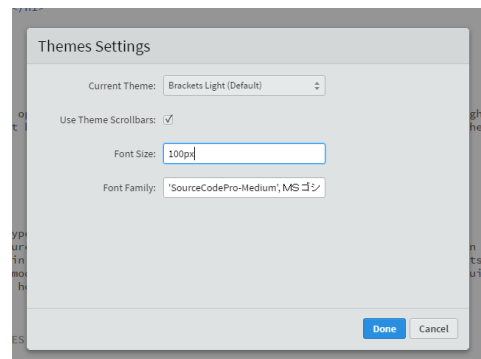 </h1>
Themes Settings
Current Theme: Brackets Light (Default)
Use Theme Scrollbars:
Font Size: 100px
Font Family: 'SourceCodePro-Medium', MS ゴシ
Done Cancel